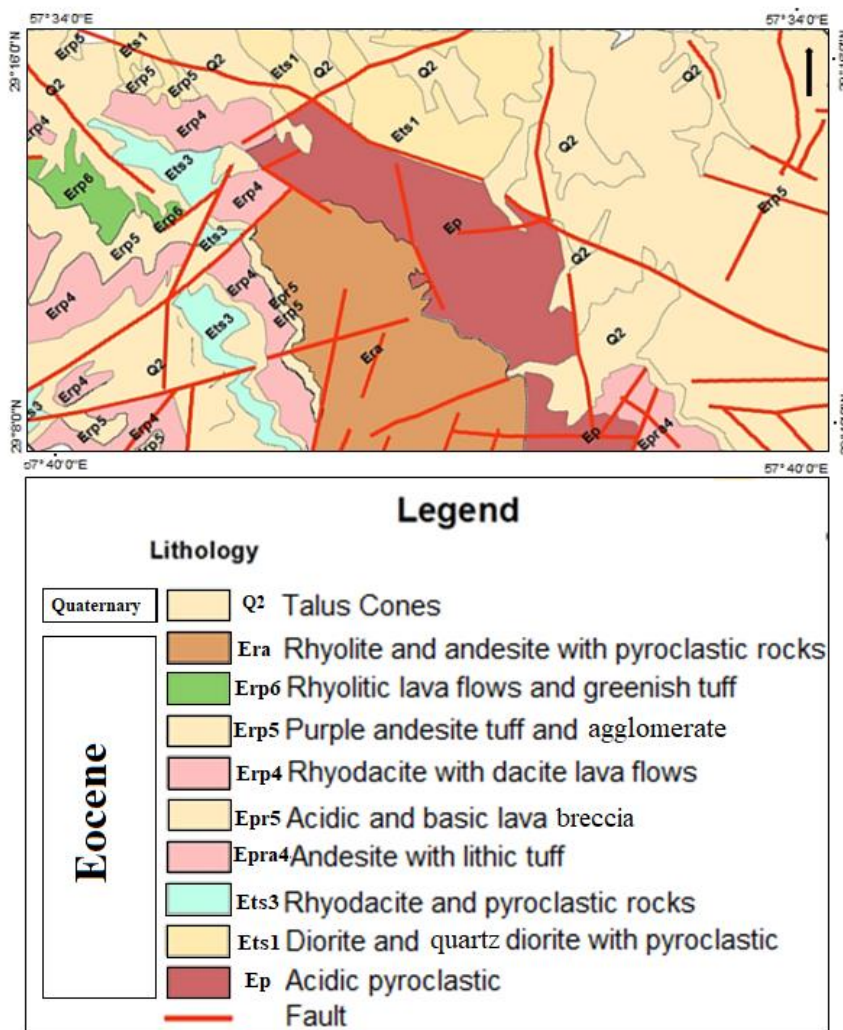 57°34'0"E
57°34'0"E
29°16'0"N
Erp5
Ets1
Q2
Ets1
Q2
Q2
Q2
Q2
Erp5
Erp5
Erp4
Ets1
Erp4
Q2
Ets3
Erp6
Erp4
Erp5
Erp6
Ets3
Ep
Erp5
Q2
Erp4
Erp4
Epr5
Erp5
Ets3
Q2
Era
Q2
Erp4
Erp4
Erp5
Erp5
Ep
Epra4
29°8'0"N
57°40'0"E
57°40'0"E
Legend
Lithology
Quaternary
Q2 Talus Cones
Eocene
Era Rhyolite and andesite with pyroclastic rocks
Erp6 Rhyolitic lava flows and greenish tuff
Erp5 Purple andesite tuff and agglomerate
Erp4 Rhyodacite with dacite lava flows
Epr5 Acidic and basic lava breccia
Epra4 Andesite with lithic tuff
Ets3 Rhyodacite and pyroclastic rocks
Ets1 Diorite and quartz diorite with pyroclastic
Ep Acidic pyroclastic
Fault